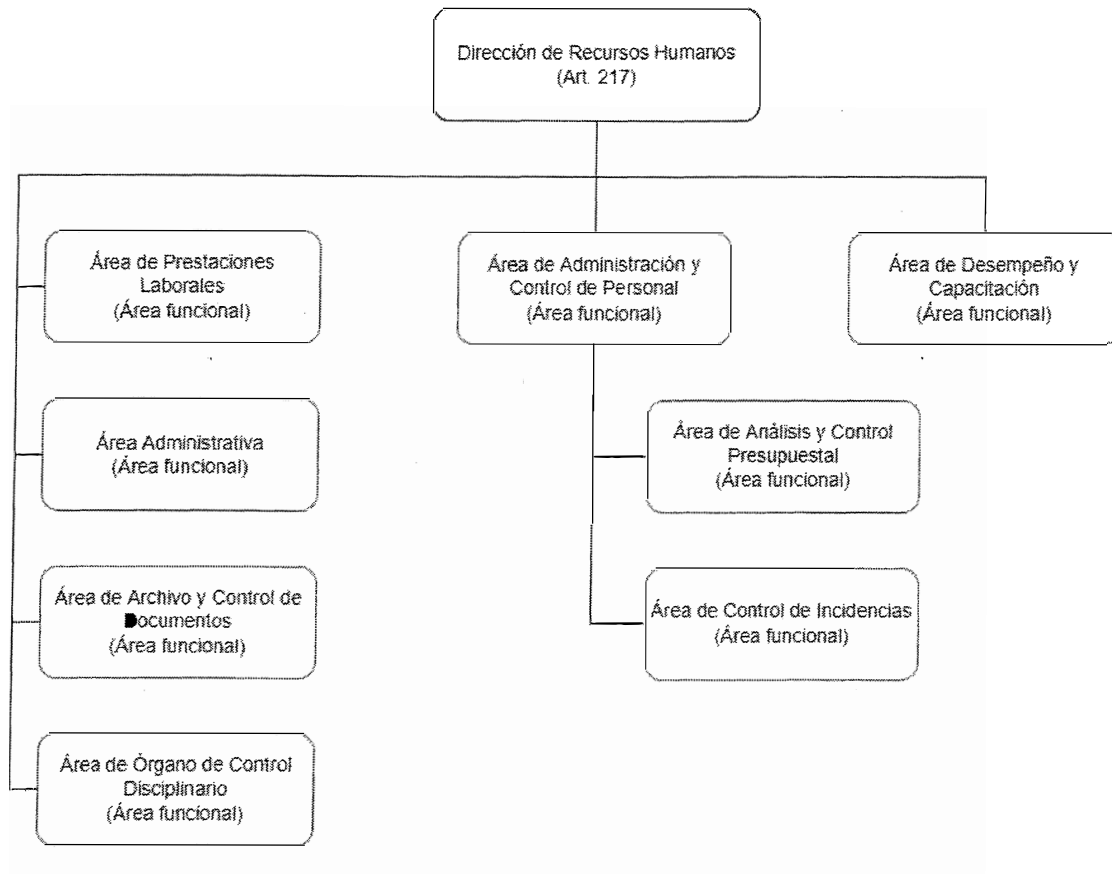 Dirección de Recursos Humanos
(Art. 217)
Área de Prestaciones
Laborales
(Área funcional)
Área de Administración y
Control de Personal
(Área funcional)
Área de Desempeño y
Capacitación
(Área funcional)
Área Administrativa
(Área funcional)
Área de Análisis y Control
Presupuestal
(Área funcional)
Área de Archivo y Control de
Documentos
(Área funcional)
Área de Control de Incidencias
(Área funcional)
Área de Órgano de Control
Disciplinario
(Área funcional)